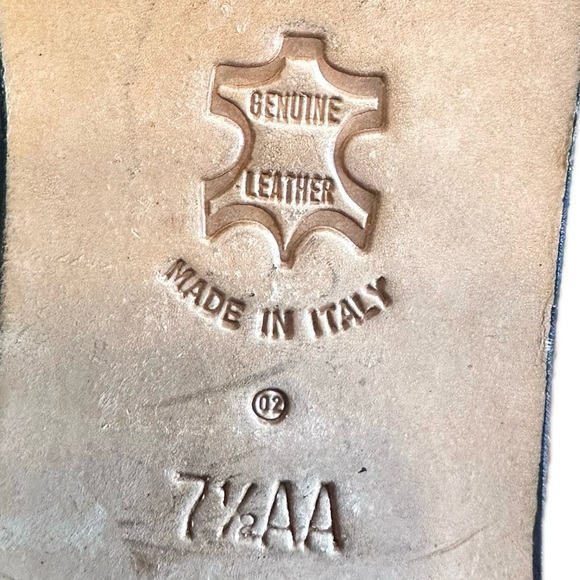 GENUINE
LEATHER
MADE IN ITALY
02
7½AA